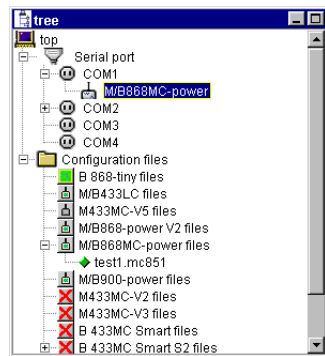 tree
top
Serial port
COM1
M/B868MC-power
COM2
COM3
COM4
Configuration files
B 868-tiny files
M/B433LC files
M433MC-V5 files
M/B868-power V2 files
M/B868MC-power files
test1.mc851
M/B900-power files
M433MC-V2 files
M433MC-V3 files
B 433MC Smart files
B 433MC Smart S2 files